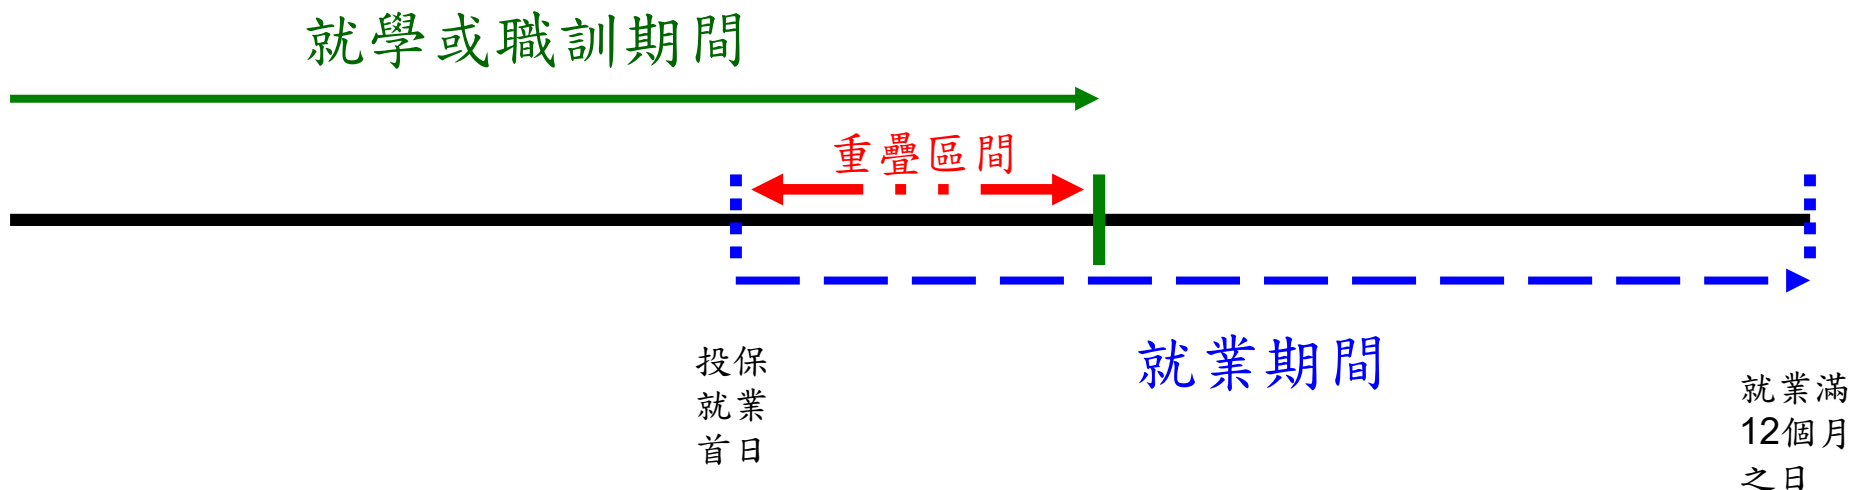 就學或職訓期間
重疊區間
投保
就業
首日
就業期間
就業滿
12個月
之日